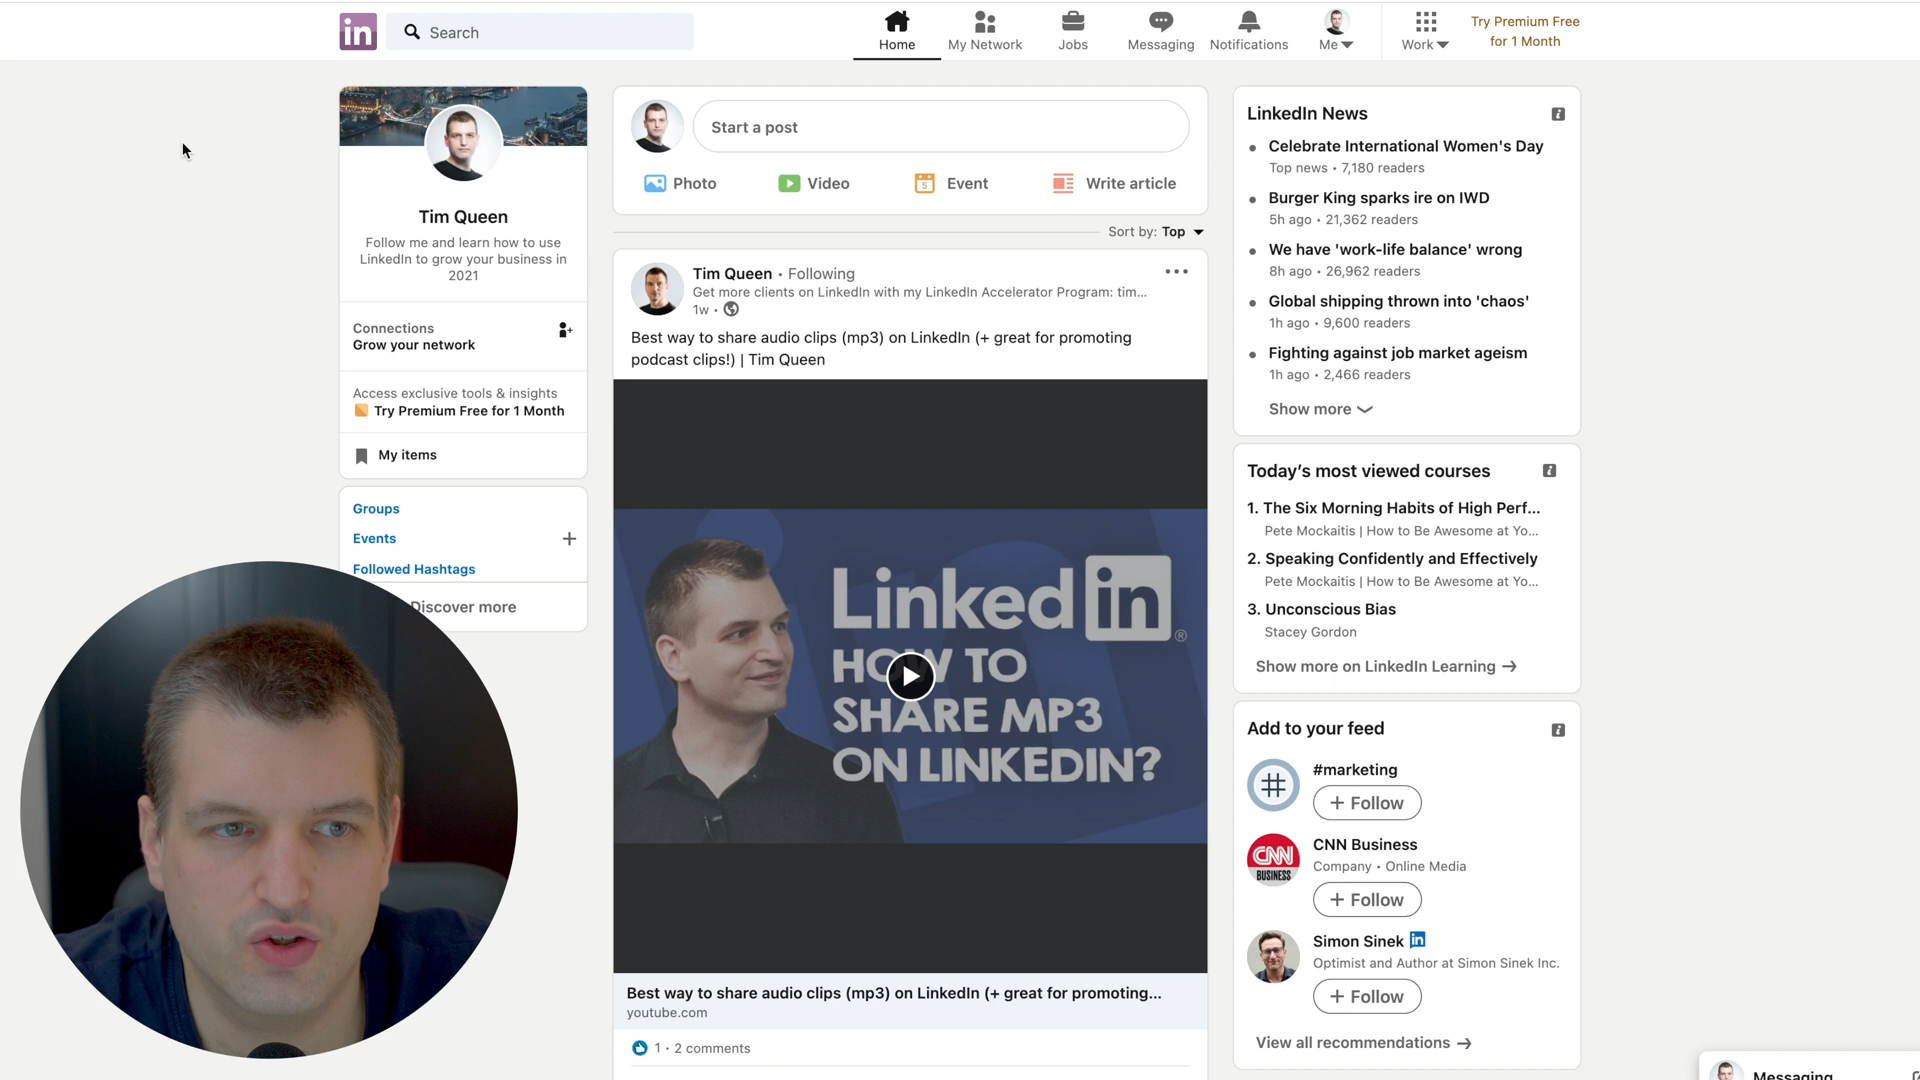 in
Search
Home
My Network
Jobs
Messaging
Notifications
Me
Work
Try Premium Free
for 1 Month
Tim Queen
Follow me and learn how to use
LinkedIn to grow your business in
2021
Connections
Grow your network
Access exclusive tools & insights
Try Premium Free for 1 Month
My items
Groups
Events
Followed Hashtags
Discover more
Start a post
Photo
Video
5
Event
Write article
Sort by: Top
Tim Queen • Following
Get more clients on LinkedIn with my LinkedIn Accelerator Program: tim...
1w •
Best way to share audio clips (mp3) on LinkedIn (+ great for promoting
podcast clips!) | Tim Queen
Linked in ®
HOW TO
SHARE MP3
ON LINKEDIN?
Best way to share audio clips (mp3) on LinkedIn (+ great for promoting...
youtube.com
1 • 2 comments
LinkedIn News
Celebrate International Women's Day
Top news • 7,180 readers
Burger King sparks ire on IWD
5h ago • 21,362 readers
We have 'work-life balance' wrong
8h ago • 26,962 readers
Global shipping thrown into 'chaos'
1h ago • 9,600 readers
Fighting against job market ageism
1h ago • 2,466 readers
Show more
Today's most viewed courses
1. The Six Morning Habits of High Perf...
Pete Mockaitis | How to Be Awesome at Yo...
2. Speaking Confidently and Effectively
Pete Mockaitis | How to Be Awesome at Yo...
3. Unconscious Bias
Stacey Gordon
Show more on LinkedIn Learning →
Add to your feed
#marketing
+ Follow
CNN
BUSINESS
CNN Business
Company • Online Media
+ Follow
Simon Sinek in
Optimist and Author at Simon Sinek Inc.
+ Follow
View all recommendations →
Messaging